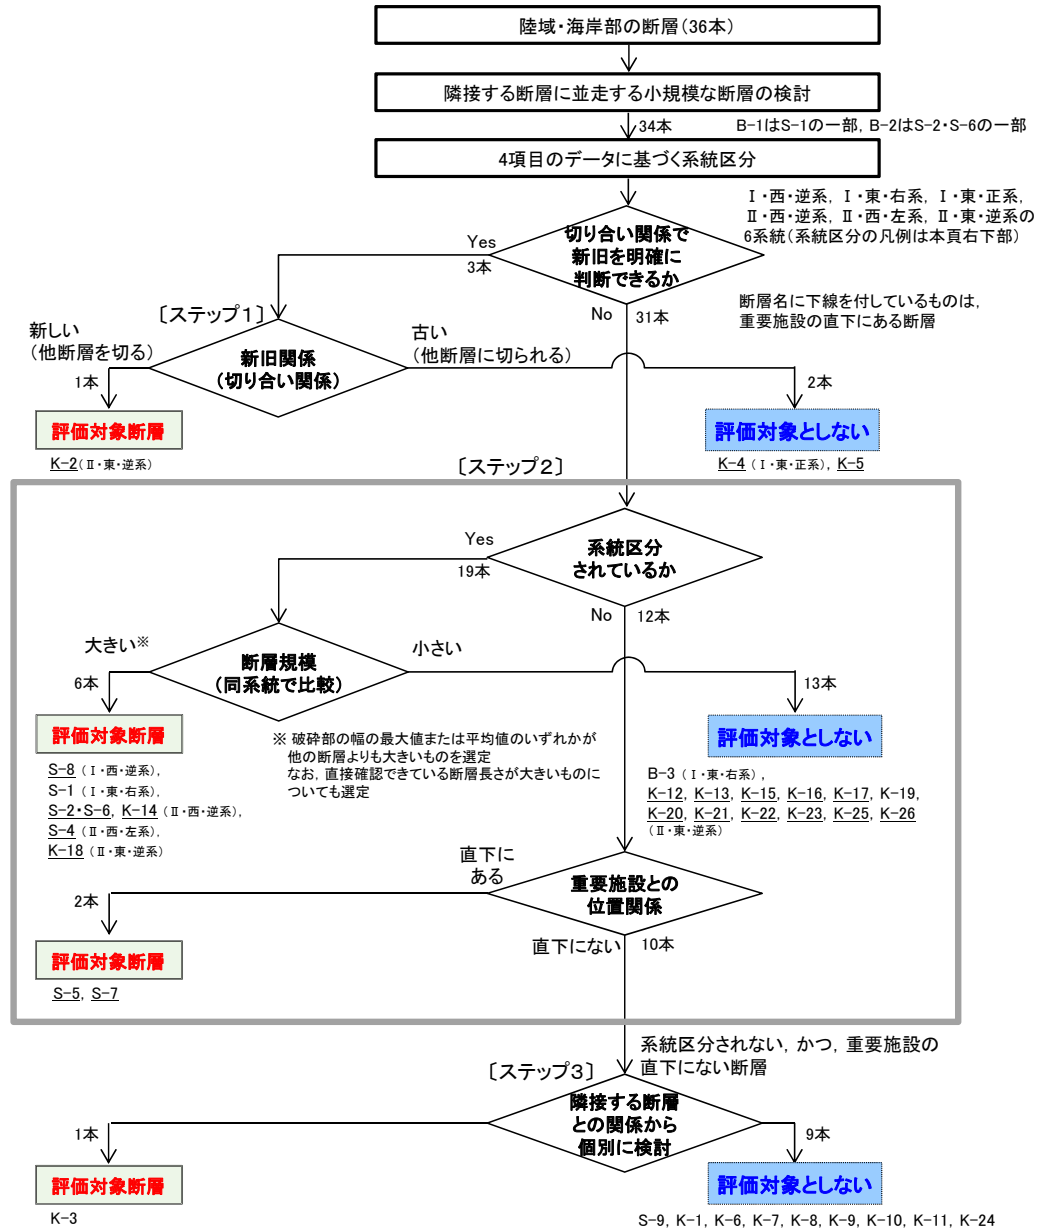 陸域・海岸部の断層（36本）
隣接する断層に並走する小規模な断層の検討
34本
B-1はS-1の一部，B-2はS-2・S-6の一部
4項目のデータに基づく系統区分
Ⅰ・西・逆系，Ⅰ・東・右系，Ⅰ・東・正系，
Ⅱ・西・逆系，Ⅱ・西・左系，Ⅱ・東・逆系の
6系統（系統区分の凡例は本頁右下部）
切り合い関係で
新旧を明確に
判断できるか
Yes
3本
No
31本
断層名に下線を付しているものは，
重要施設の直下にある断層
〔ステップ1〕
新しい
（他断層を切る）
古い
（他断層に切られる）
新旧関係
（切り合い関係）
1本
2本
評価対象断層
K-2（Ⅱ・東・逆系）
評価対象としない
K-4（Ⅰ・東・正系），K-5
〔ステップ2〕
系統区分
されているか
Yes
19本
No
12本
大きい※
小さい
断層規模
（同系統で比較）
6本
13本
評価対象断層
S-8（Ⅰ・西・逆系），
S-1（Ⅰ・東・右系），
S-2・S-6，K-14（Ⅱ・西・逆系），
S-4（Ⅱ・西・左系），
K-18（Ⅱ・東・逆系）
※ 破砕部の幅の最大値または平均値のいずれかが
他の断層よりも大きいものを選定
なお，直接確認できている断層長さが大きいものに
ついても選定
評価対象としない
B-3（Ⅰ・東・右系），
K-12，K-13，K-15，K-16，K-17，K-19，
K-20，K-21，K-22，K-23，K-25，K-26
（Ⅱ・東・逆系）
直下に
ある
重要施設との
位置関係
2本
直下にない
10本
評価対象断層
S-5，S-7
系統区分されない，かつ，重要施設の
直下にない断層
〔ステップ3〕
隣接する断層
との関係から
個別に検討
1本
9本
評価対象断層
K-3
評価対象としない
S-9，K-1，K-6，K-7，K-8，K-9，K-10，K-11，K-24